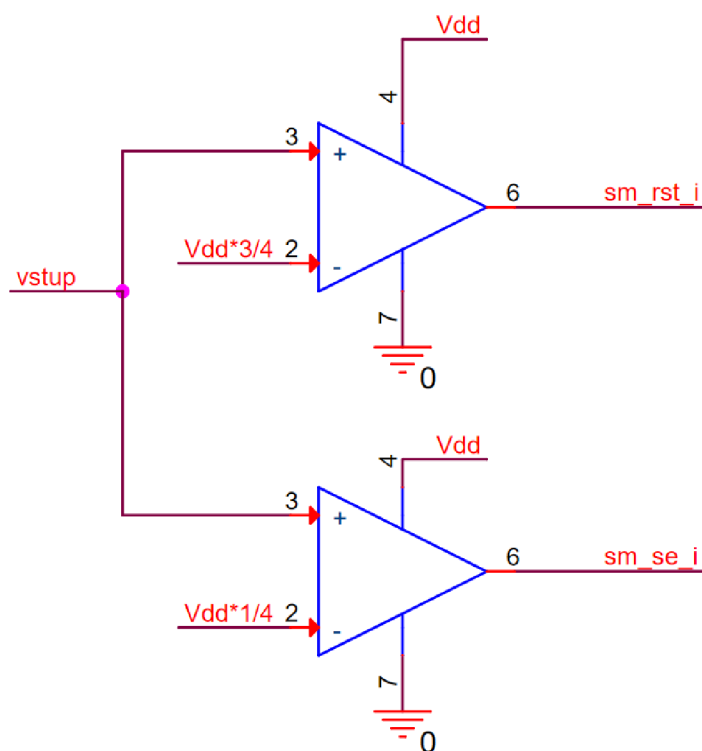 Vdd
4
3
+
6
sm_rst_i
Vdd*3/4
2
-
vstup
7
0
Vdd
4
3
+
6
sm_se_i
Vdd*1/4
2
-
7
0